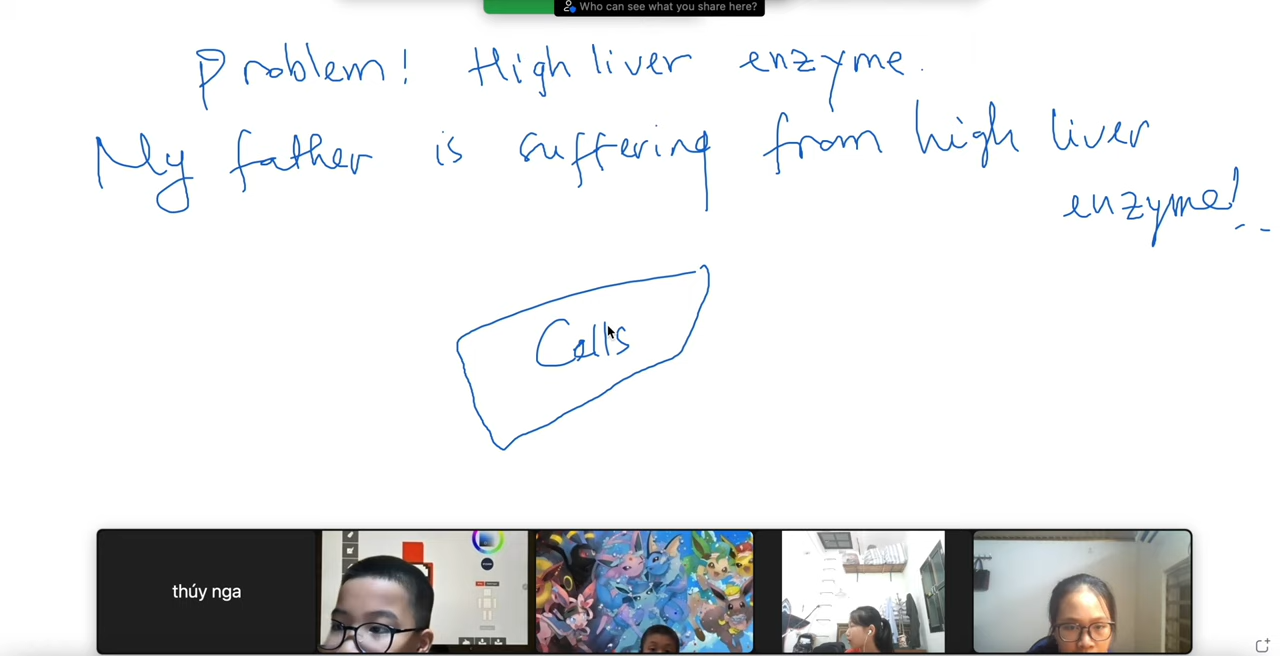 Who can see what you share here?
Problem! High liver enzyme.
My father is suffering from high liver
enzyme!..
Cells
thúy nga